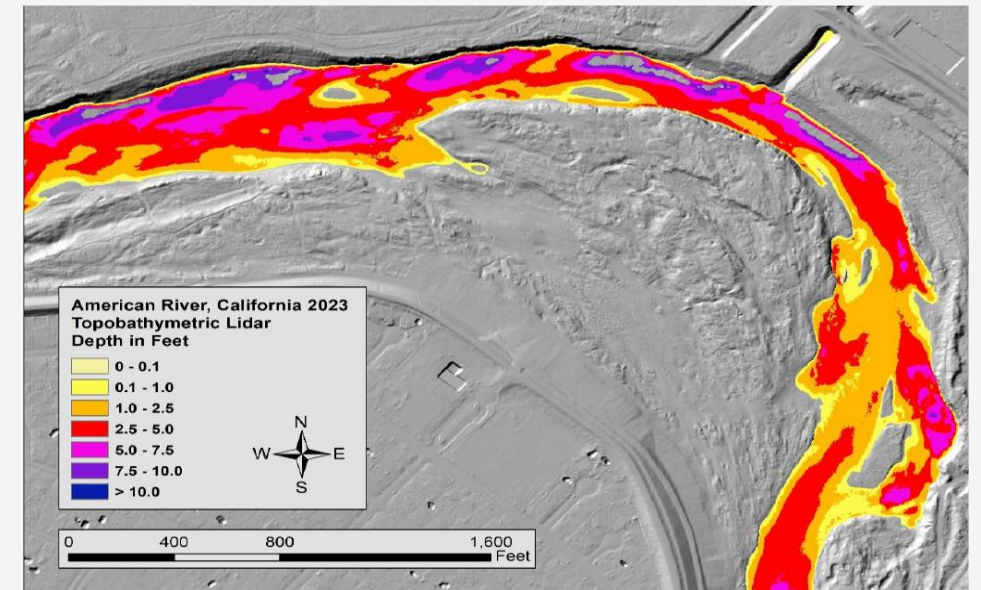 American River, California 2023
Topobathymetric Lidar
Depth in Feet
0 - 0.1
0.1 - 1.0
1.0 - 2.5
2.5 - 5.0
5.0 - 7.5
7.5 - 10.0
> 10.0
N
W E
S
0 400 800 1,600
Feet